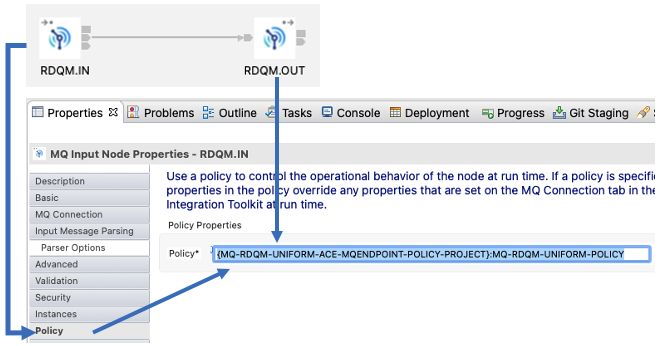 RDQM.IN
RDQM.OUT
Properties Problems Outline Tasks Console Deployment Progress Git Staging
MQ Input Node Properties - RDQM.IN
Description
Basic
MQ Connection
Input Message Parsing
Parser Options
Advanced
Validation
Security
Instances
Policy
Use a policy to control the operational behavior of the node at run time. If a policy is specifie
properties in the policy override any properties that are set on the MQ Connection tab in the
Integration Toolkit at run time.
Policy Properties
Policy* {MQ-RDQM-UNIFORM-ACE-MQENDPOINT-POLICY-PROJECT}:MQ-RDQM-UNIFORM-POLICY